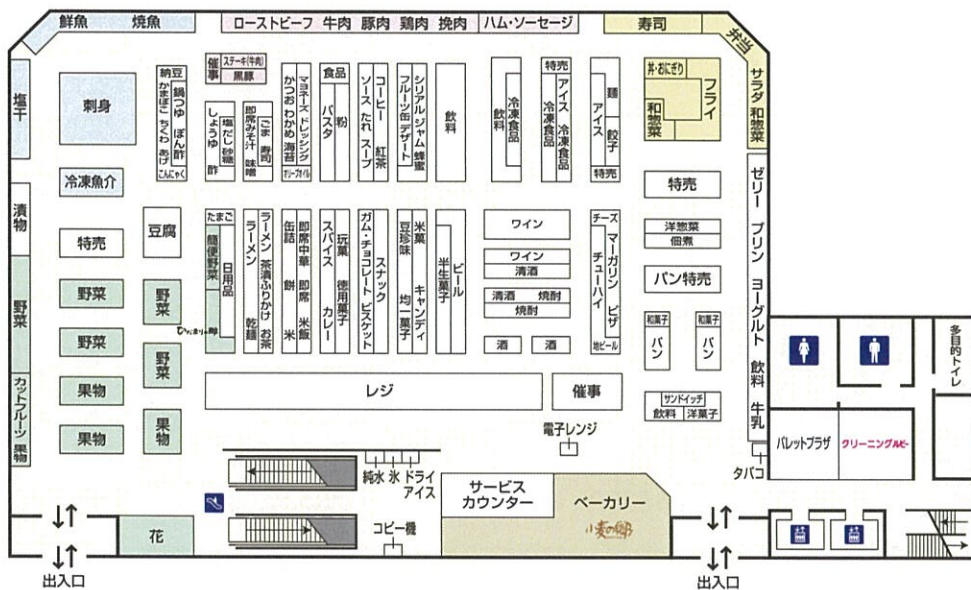 鮮魚 焼魚
ローストビーフ 牛肉 豚肉 鶏肉 挽肉
ハム・ソーセージ
寿司
弁当
サラダ 和惣菜
塩干
刺身
冷凍魚介
漬物
特売
野菜
野菜
野菜
果物
果物
カットフルーツ 果物
納豆
鍋つゆ ぽん酢
かまぼこ ちくわ あげ
こんにゃく
豆腐
野菜
野菜
果物
催事
ステーキ(牛肉)
黒豚
塩 だし 砂糖
しょうゆ 酢
ごま 寿司
即席みそ汁 味噌
マヨネーズ ドレッシング
かつお わかめ 海苔
オリーブオイル
食品
粉
パスタ
コーヒー 紅茶
ソース たれ スープ
シリアル ジャム 蜂蜜
フルーツ缶 デザート
飲料
冷凍食品
飲料
特売
アイス 冷凍食品
冷凍食品
麺 餃子
アイス
特売
丼・おにぎり
和惣菜
フライ
特売
洋惣菜
佃煮
パン特売
和菓子
パン
和菓子
パン
サンドイッチ
飲料
洋菓子
ゼリー プリン ヨーグルト 飲料 牛乳
たまご
簡便野菜
日用品
ラーメン 茶漬ふりかけ お茶
ラーメン 乾麺
即席中華 即席 米飯
缶詰 餅 米
玩菓 徳用菓子
スパイス カレー
スナック
ガム・チョコレート ビスケット
米菓 キャンディ
豆珍味 均一菓子
ビール
半生菓子
ワイン
ワイン
清酒
清酒 焼酎
焼酎
酒
酒
チーズ
マーガリン ピザ
チューハイ
地ビール
レジ
催事
電子レンジ
純水 氷 ドライアイス
コピー機
サービス
カウンター
ベーカリー
小麦の郷
花
出入口
出入口
タバコ
パレットプラザ
クリーニングルビー
多目的トイレ